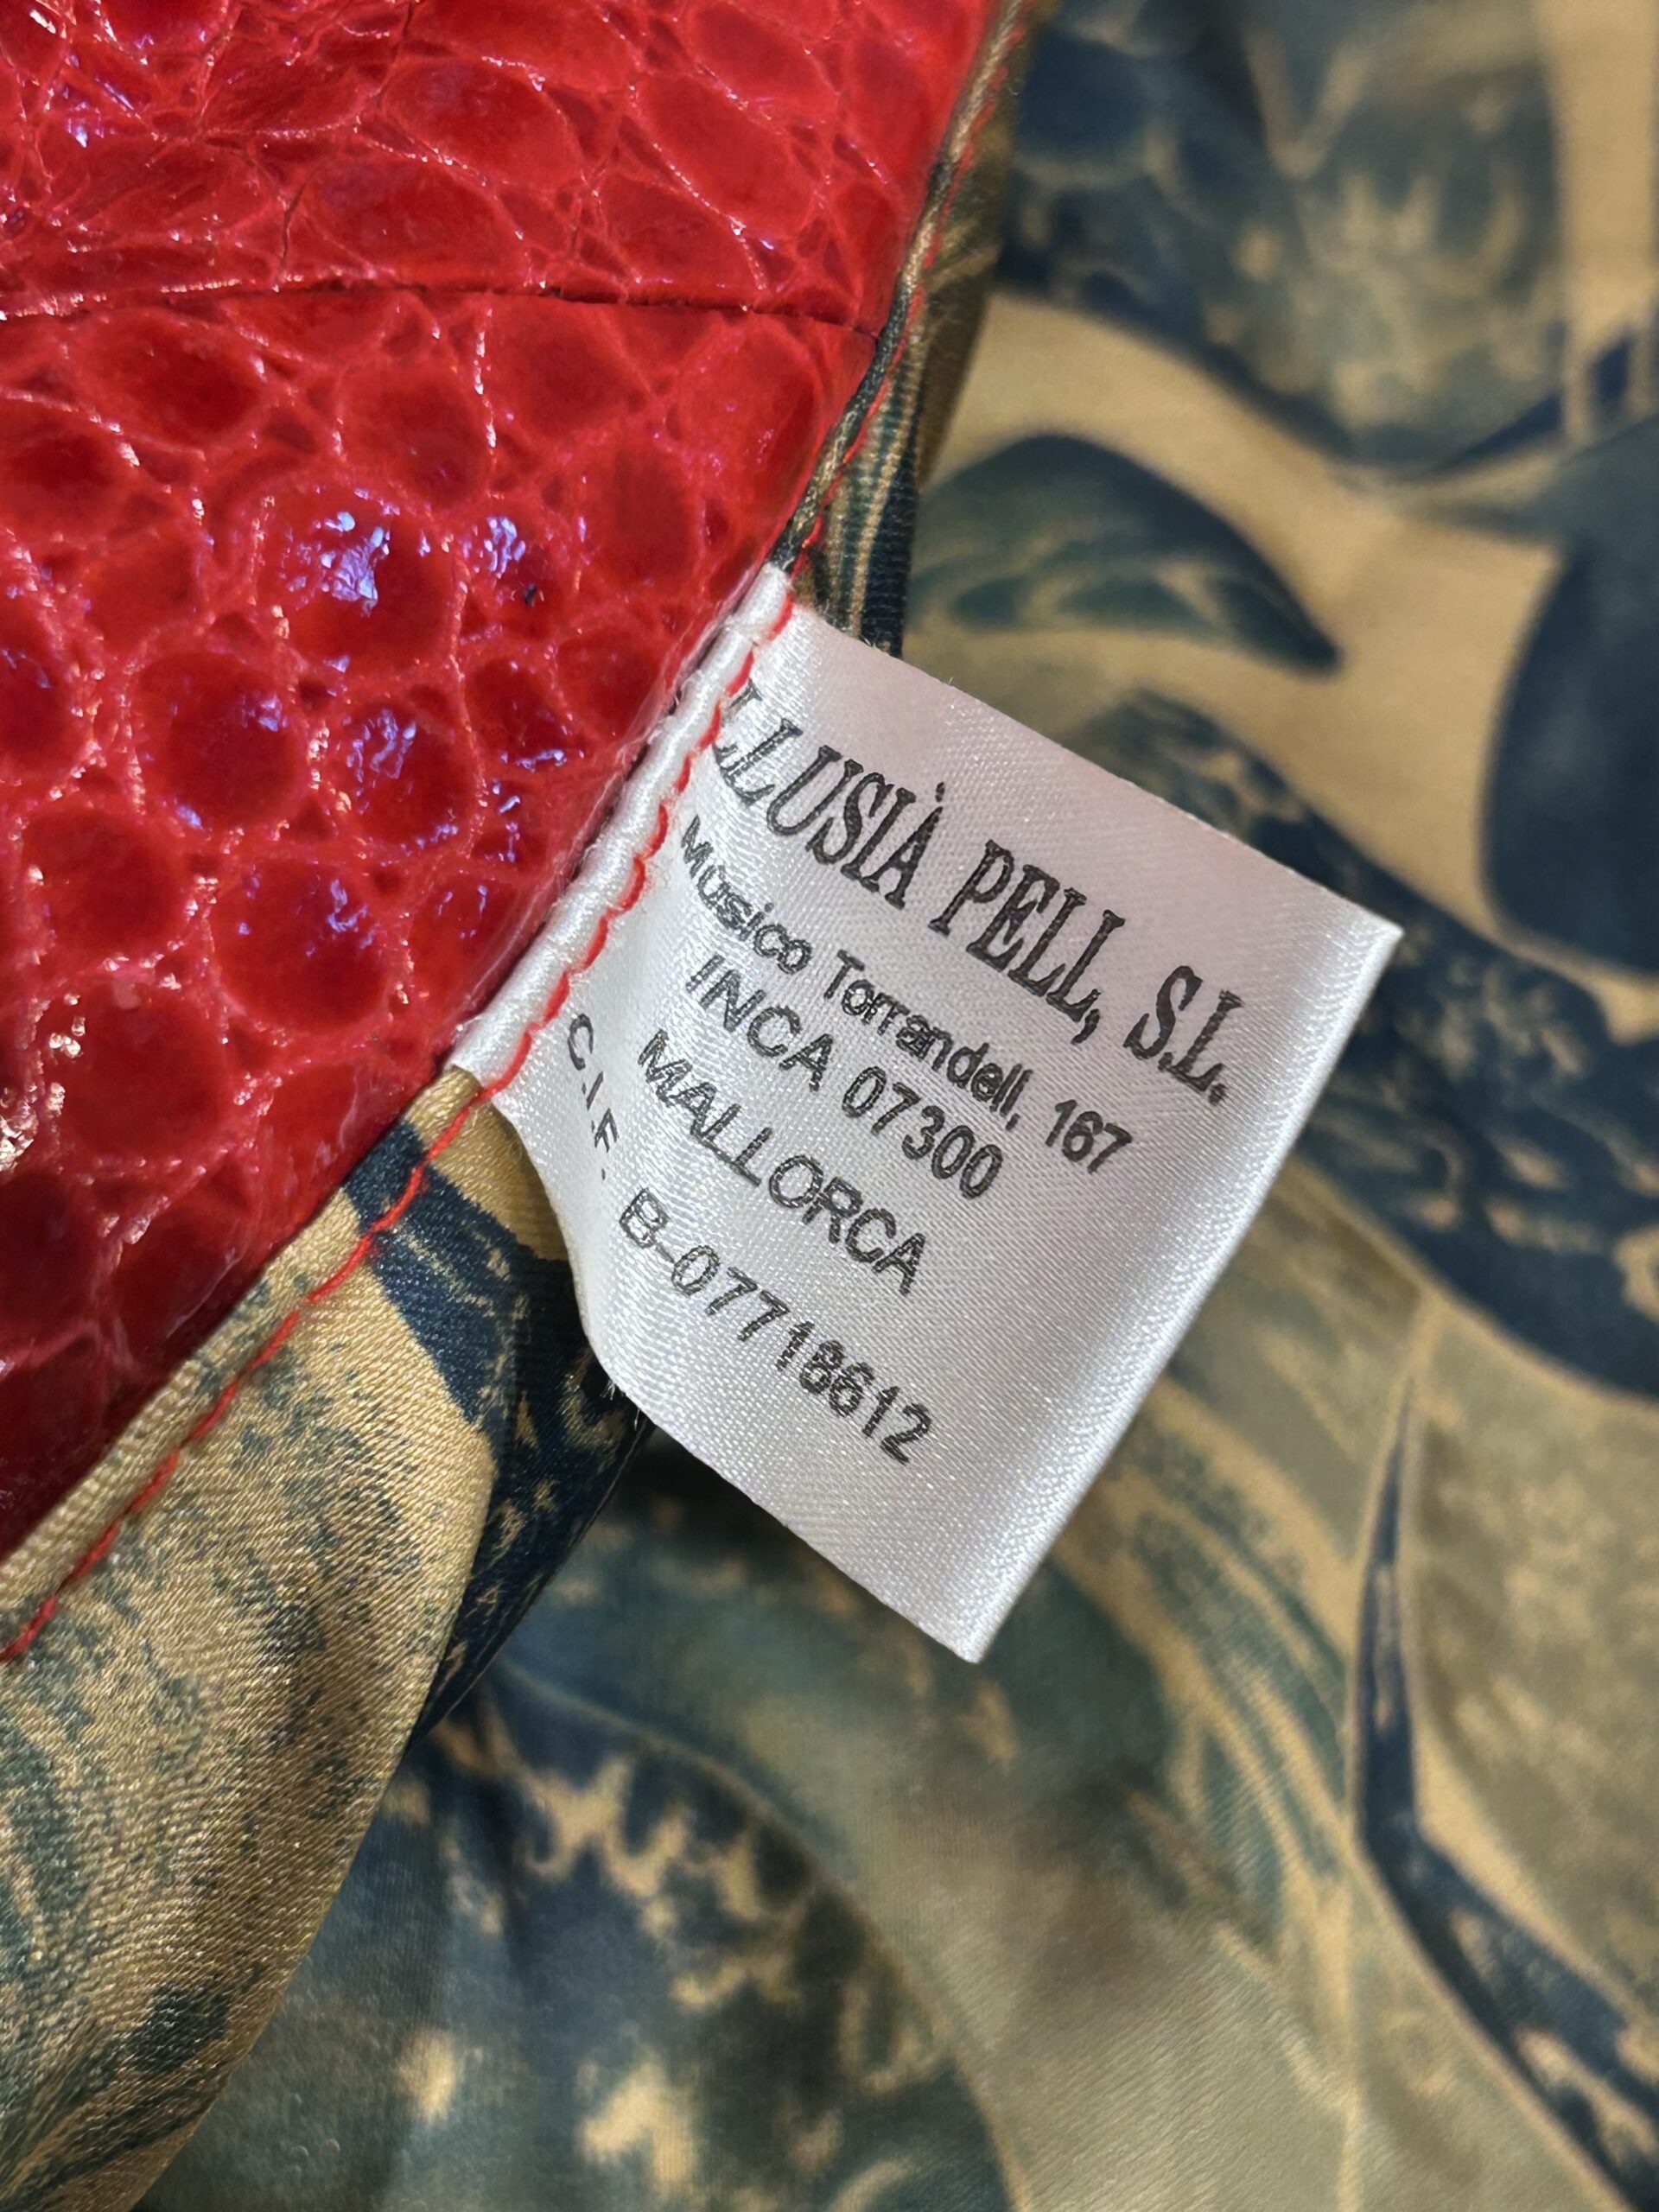 LLUSIÀ PELL, S.L.
Músico Torrandell, 167
INCA 07300
MALLORCA
C.I.F. B-07718612